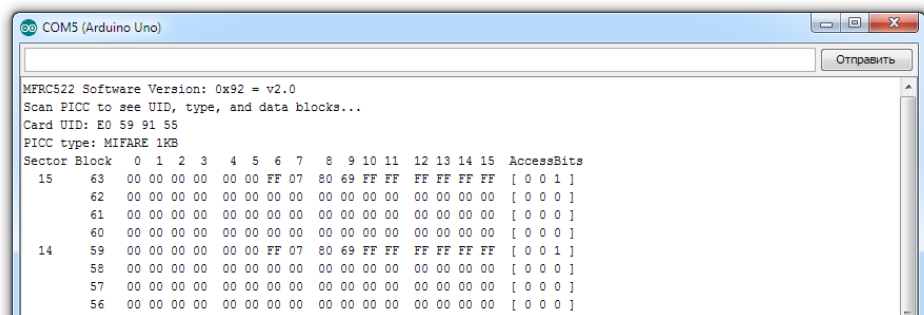 COM5 (Arduino Uno)
Отправить
MFRC522 Software Version: 0x92 = v2.0
Scan PICC to see UID, type, and data blocks...
Card UID: E0 59 91 55
PICC type: MIFARE 1KB
Sector Block 0 1 2 3 4 5 6 7 8 9 10 11 12 13 14 15 AccessBits
15 63 00 00 00 00 00 00 FF 07 80 69 FF FF FF FF FF FF [ 0 0 1 ]
62 00 00 00 00 00 00 00 00 00 00 00 00 00 00 00 00 [ 0 0 0 ]
61 00 00 00 00 00 00 00 00 00 00 00 00 00 00 00 00 [ 0 0 0 ]
60 00 00 00 00 00 00 00 00 00 00 00 00 00 00 00 00 [ 0 0 0 ]
14 59 00 00 00 00 00 00 FF 07 80 69 FF FF FF FF FF FF [ 0 0 1 ]
58 00 00 00 00 00 00 00 00 00 00 00 00 00 00 00 00 [ 0 0 0 ]
57 00 00 00 00 00 00 00 00 00 00 00 00 00 00 00 00 [ 0 0 0 ]
56 00 00 00 00 00 00 00 00 00 00 00 00 00 00 00 00 [ 0 0 0 ]